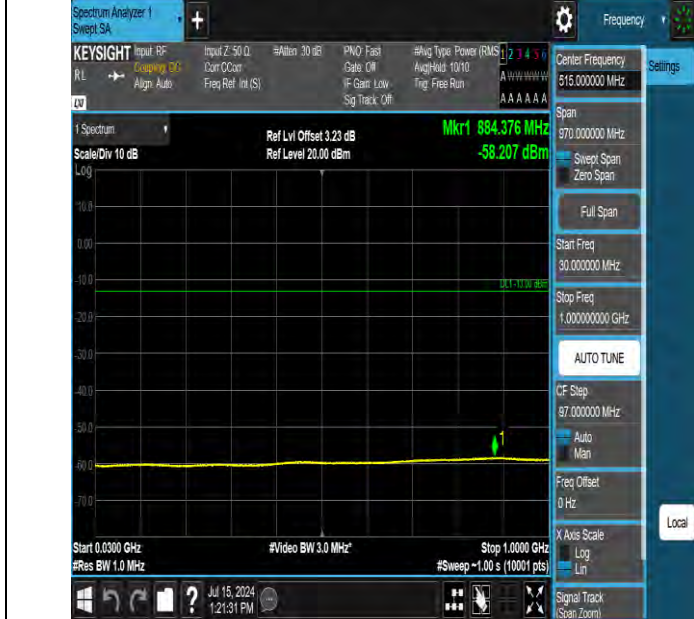 Spectrum Analyzer 1
Swept SA
+
Frequency
KEYSIGHT
RL
Input: RF
Coupling: DC
Align: Auto
Input Z: 50 Ω
Corr CCorr
Freq Ref: Int (S)
#Atten: 30 dB
PNO: Fast
Gate: Off
IF Gain: Low
Sig Track: Off
#Avg Type: Power (RMS
Avg|Hold: 10/10
Trig: Free Run
1 2 3 4 5 6
A W W W W W
A A A A A A
LXI
1 Spectrum
Scale/Div 10 dB
Ref Lvl Offset 3.23 dB
Ref Level 20.00 dBm
Mkr1 884.376 MHz
-58.207 dBm
Log
10.0
0.00
-10.0
-20.0
-30.0
-40.0
-50.0
-60.0
-70.0
DL1 -13.00 dBm
1
Start 0.0300 GHz
#Res BW 1.0 MHz
#Video BW 3.0 MHz*
Stop 1.0000 GHz
#Sweep ~1.00 s (10001 pts)
Jul 15, 2024
1:21:31 PM
?
Center Frequency
515.000000 MHz
Span
970.000000 MHz
Swept Span
Zero Span
Full Span
Start Freq
30.000000 MHz
Stop Freq
1.000000000 GHz
AUTO TUNE
CF Step
97.000000 MHz
Auto
Man
Freq Offset
0 Hz
X Axis Scale
Log
Lin
Signal Track
(Span Zoom)
Settings
Local